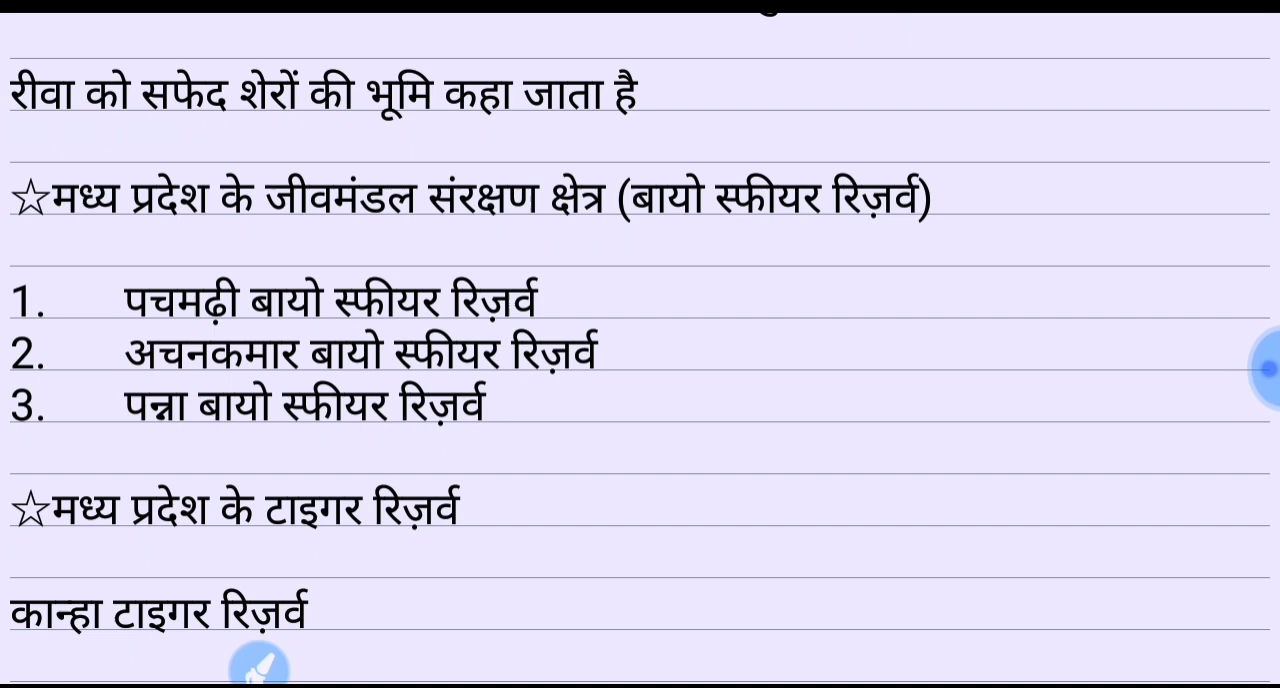 रीवा को सफेद शेरों की भूमि कहा जाता है
☆मध्य प्रदेश के जीवमंडल संरक्षण क्षेत्र (बायो स्फीयर रिज़र्व)
1. पचमढ़ी बायो स्फीयर रिज़र्व
2. अचनकमार बायो स्फीयर रिज़र्व
3. पन्ना बायो स्फीयर रिज़र्व
☆मध्य प्रदेश के टाइगर रिज़र्व
कान्हा टाइगर रिज़र्व